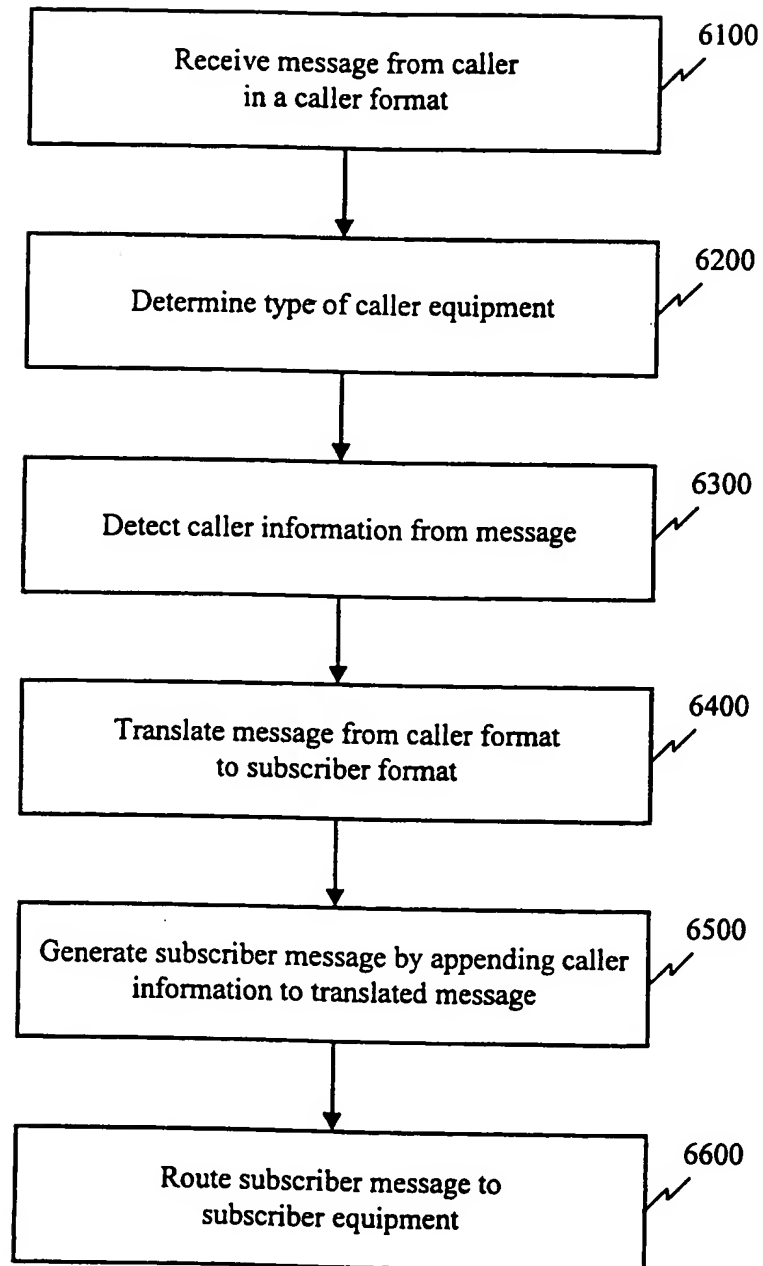 6100
Receive message from caller
in a caller format
6200
Determine type of caller equipment
6300
Detect caller information from message
6400
Translate message from caller format
to subscriber format
6500
Generate subscriber message by appending caller
information to translated message
6600
Route subscriber message to
subscriber equipment